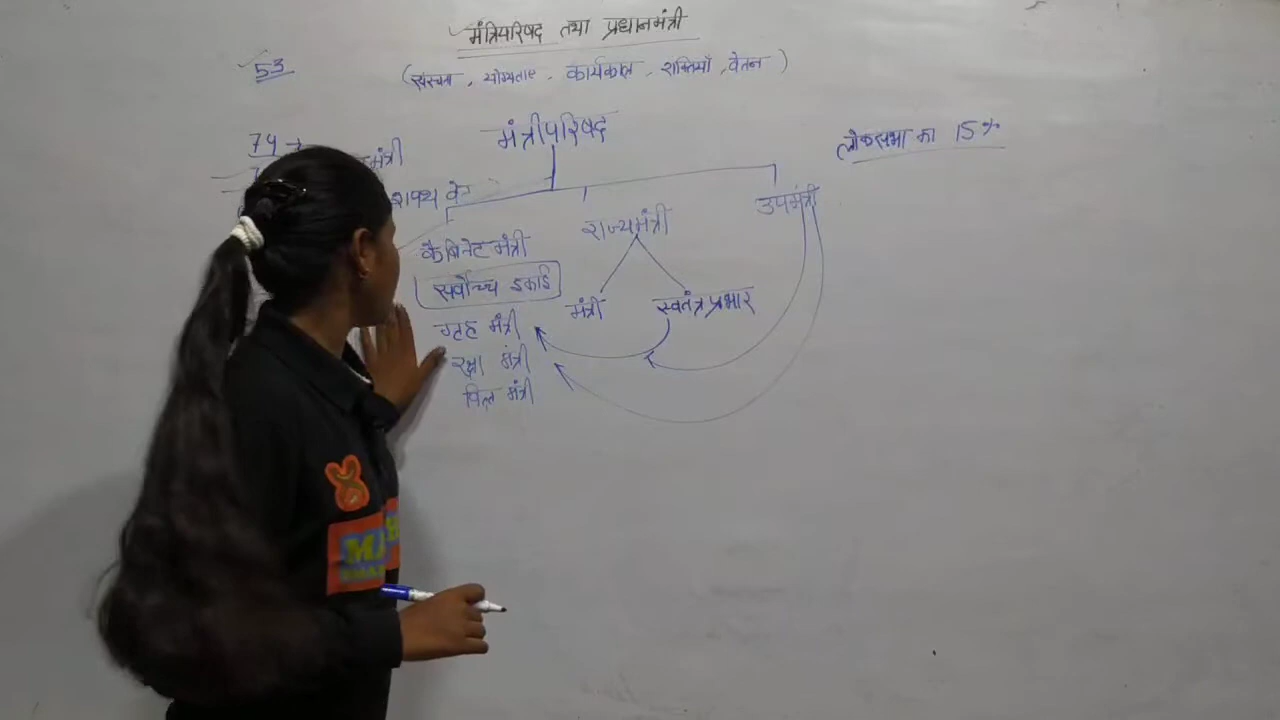 मंत्रिपरिषद तथा प्रधानमंत्री
53
(संरचना, योग्यताए, कार्यकाल, शक्तियाँ, वेतन)
74 →
मंत्री
मंत्रीपरिषद
लोकसभा का 15%
शपथ
कैबिनेट मंत्री
राज्यमंत्री
उपमंत्री
सर्वोच्च इकाई
मंत्री
स्वतंत्र प्रभार
गृह मंत्री
रक्षा मंत्री
वित्त मंत्री